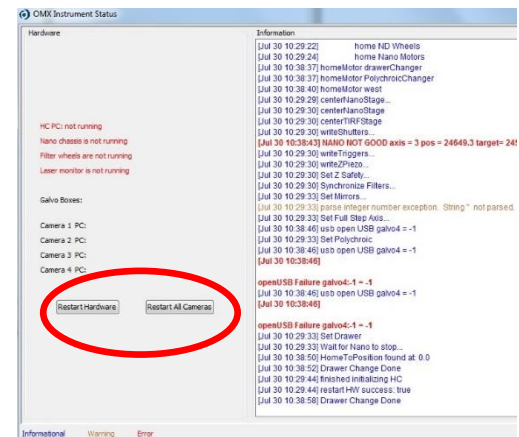 OMX Instrument Status
Hardware
HC PC: not running
Nano chassis is not running
Filter wheels are not running
Laser monitor is not running
Galvo Boxes:
Camera 1 PC:
Camera 2 PC:
Camera 3 PC:
Camera 4 PC:
Restart Hardware
Restart All Cameras
Information
[Jul 30 10:29:22] home ND Wheels
[Jul 30 10:29:24] home Nano Motors
[Jul 30 10:38:37] homeMotor drawerChanger
[Jul 30 10:38:37] homeMotor PolychroicChanger
[Jul 30 10:38:40] homeMotor west
[Jul 30 10:29:29] centerNanoStage...
[Jul 30 10:29:30] centerNanoStage
[Jul 30 10:29:30] centerTIRFStage
[Jul 30 10:29:30] writeShutters...
[Jul 30 10:38:43] NANO NOT GOOD axis = 3 pos = 24649.3 target= 245
[Jul 30 10:29:30] writeTriggers...
[Jul 30 10:29:30] writeZPiezo...
[Jul 30 10:29:30] Set Z Safety...
[Jul 30 10:29:30] Synchronize Filters...
[Jul 30 10:29:33] Set Mirrors...
[Jul 30 10:29:33] parse integer number exception. String '' not parsed.
[Jul 30 10:29:33] Set Full Step Axis...
[Jul 30 10:38:46] usb open USB galvo4 = -1
[Jul 30 10:29:33] Set Polychroic
[Jul 30 10:38:46] usb open USB galvo4 = -1
[Jul 30 10:38:46]
openUSB Failure galvo4:-1 = -1
[Jul 30 10:38:46] usb open USB galvo4 = -1
[Jul 30 10:38:46]
openUSB Failure galvo4:-1 = -1
[Jul 30 10:29:33] Set Drawer
[Jul 30 10:29:33] Wait for Nano to stop...
[Jul 30 10:38:50] HomeToPosition found at: 0.0
[Jul 30 10:38:52] Drawer Change Done
[Jul 30 10:29:44] finished initializing HC
[Jul 30 10:29:44] restart HW success: true
[Jul 30 10:38:58] Drawer Change Done
Informational Warning Error